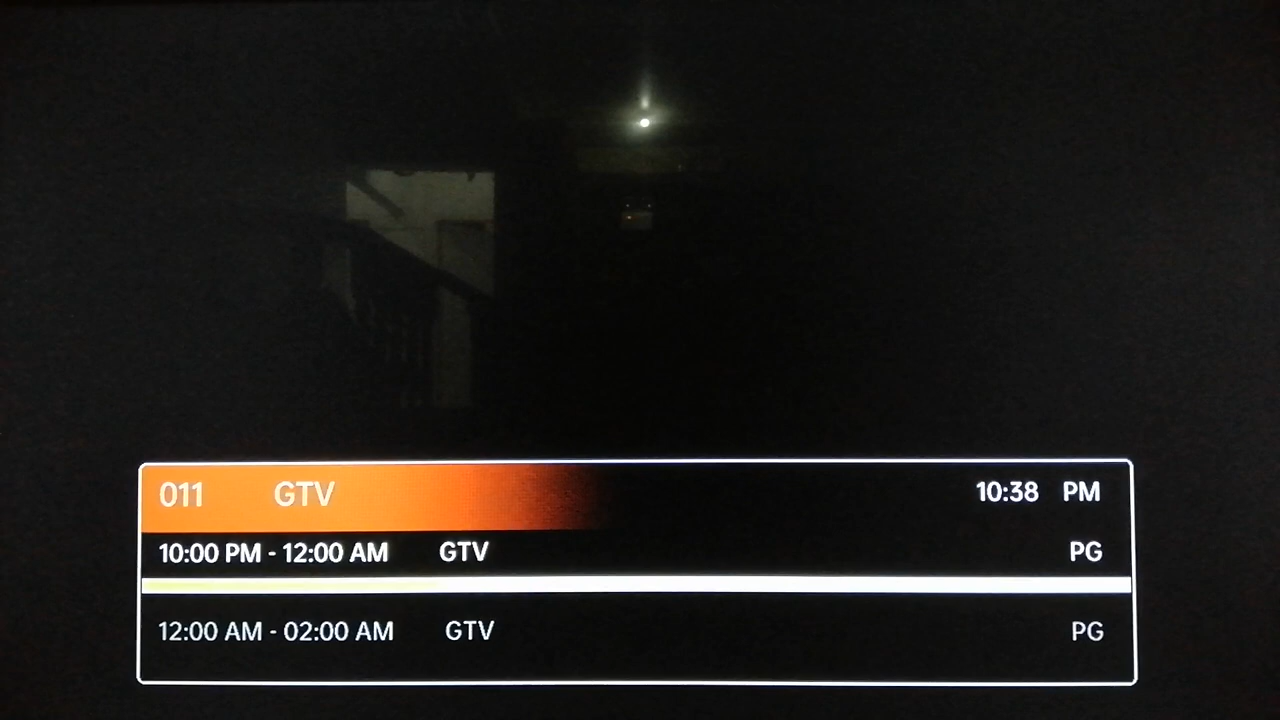 011 GTV 10:38 PM
10:00 PM - 12:00 AM GTV PG
12:00 AM - 02:00 AM GTV PG